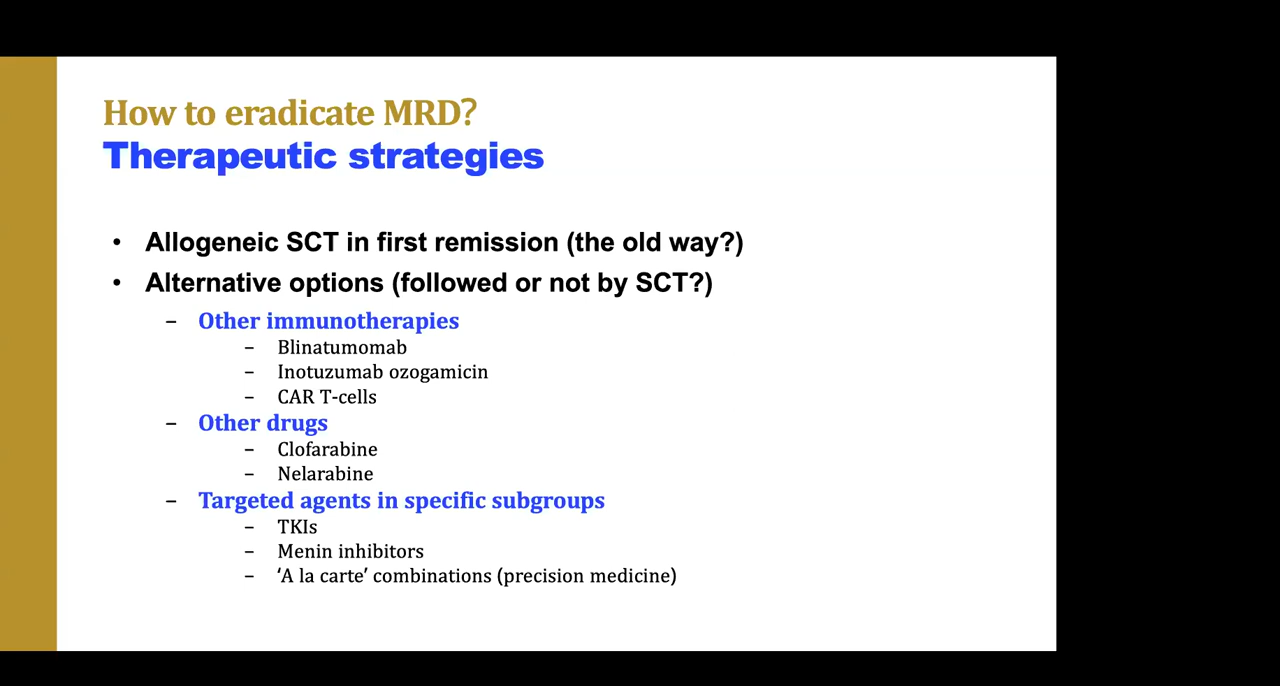 How to eradicate MRD?
Therapeutic strategies
• Allogeneic SCT in first remission (the old way?)
• Alternative options (followed or not by SCT?)
– Other immunotherapies
– Blinatumomab
– Inotuzumab ozogamicin
– CAR T-cells
– Other drugs
– Clofarabine
– Nelarabine
– Targeted agents in specific subgroups
– TKIs
– Menin inhibitors
– ‘A la carte’ combinations (precision medicine)